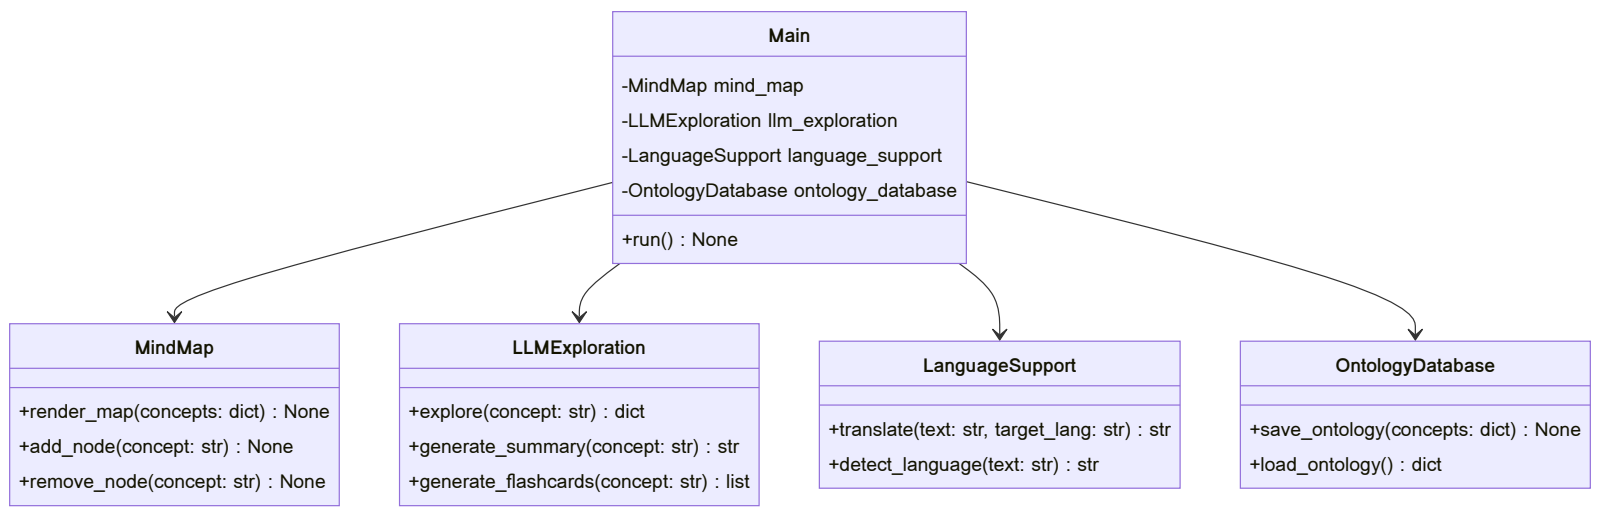 Main
-MindMap mind_map
-LLMExploration llm_exploration
-LanguageSupport language_support
-OntologyDatabase ontology_database
+run() : None
MindMap
+render_map(concepts: dict) : None
+add_node(concept: str) : None
+remove_node(concept: str) : None
LLMExploration
+explore(concept: str) : dict
+generate_summary(concept: str) : str
+generate_flashcards(concept: str) : list
LanguageSupport
+translate(text: str, target_lang: str) : str
+detect_language(text: str) : str
OntologyDatabase
+save_ontology(concepts: dict) : None
+load_ontology() : dict